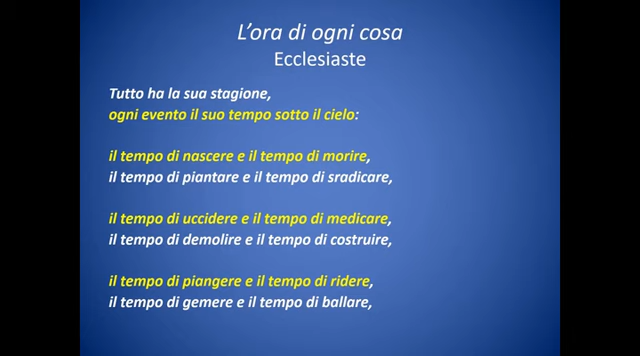 L'ora di ogni cosa
Ecclesiaste
Tutto ha la sua stagione,
ogni evento il suo tempo sotto il cielo:
il tempo di nascere e il tempo di morire,
il tempo di piantare e il tempo di sradicare,
il tempo di uccidere e il tempo di medicare,
il tempo di demolire e il tempo di costruire,
il tempo di piangere e il tempo di ridere,
il tempo di gemere e il tempo di ballare,